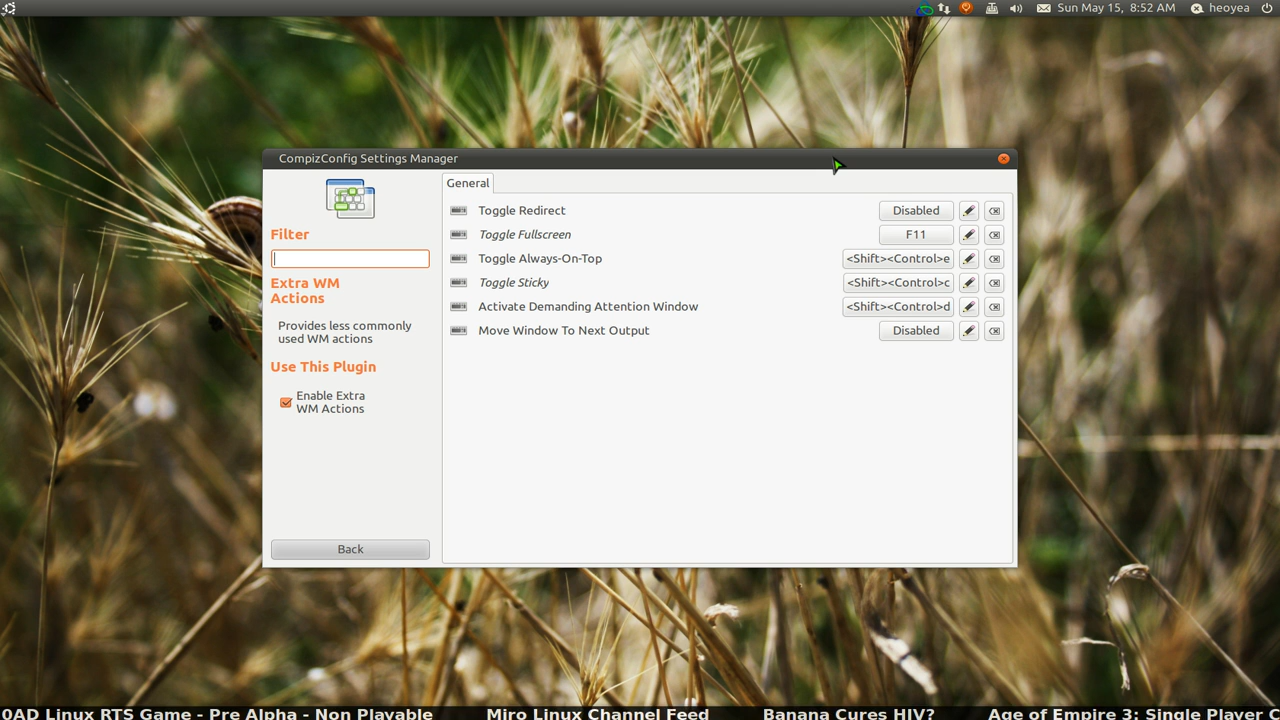 Sun May 15, 8:52 AM heoyea
CompizConfig Settings Manager
General
Filter
Extra WM
Actions
Provides less commonly
used WM actions
Use This Plugin
Enable Extra
WM Actions
Back
Toggle Redirect Disabled
Toggle Fullscreen F11
Toggle Always-On-Top <Shift><Control>e
Toggle Sticky <Shift><Control>c
Activate Demanding Attention Window <Shift><Control>d
Move Window To Next Output Disabled
0AD Linux RTS Game - Pre Alpha - Non Playable Miro Linux Channel Feed Banana Cures HIV? Age of Empire 3: Single Player C